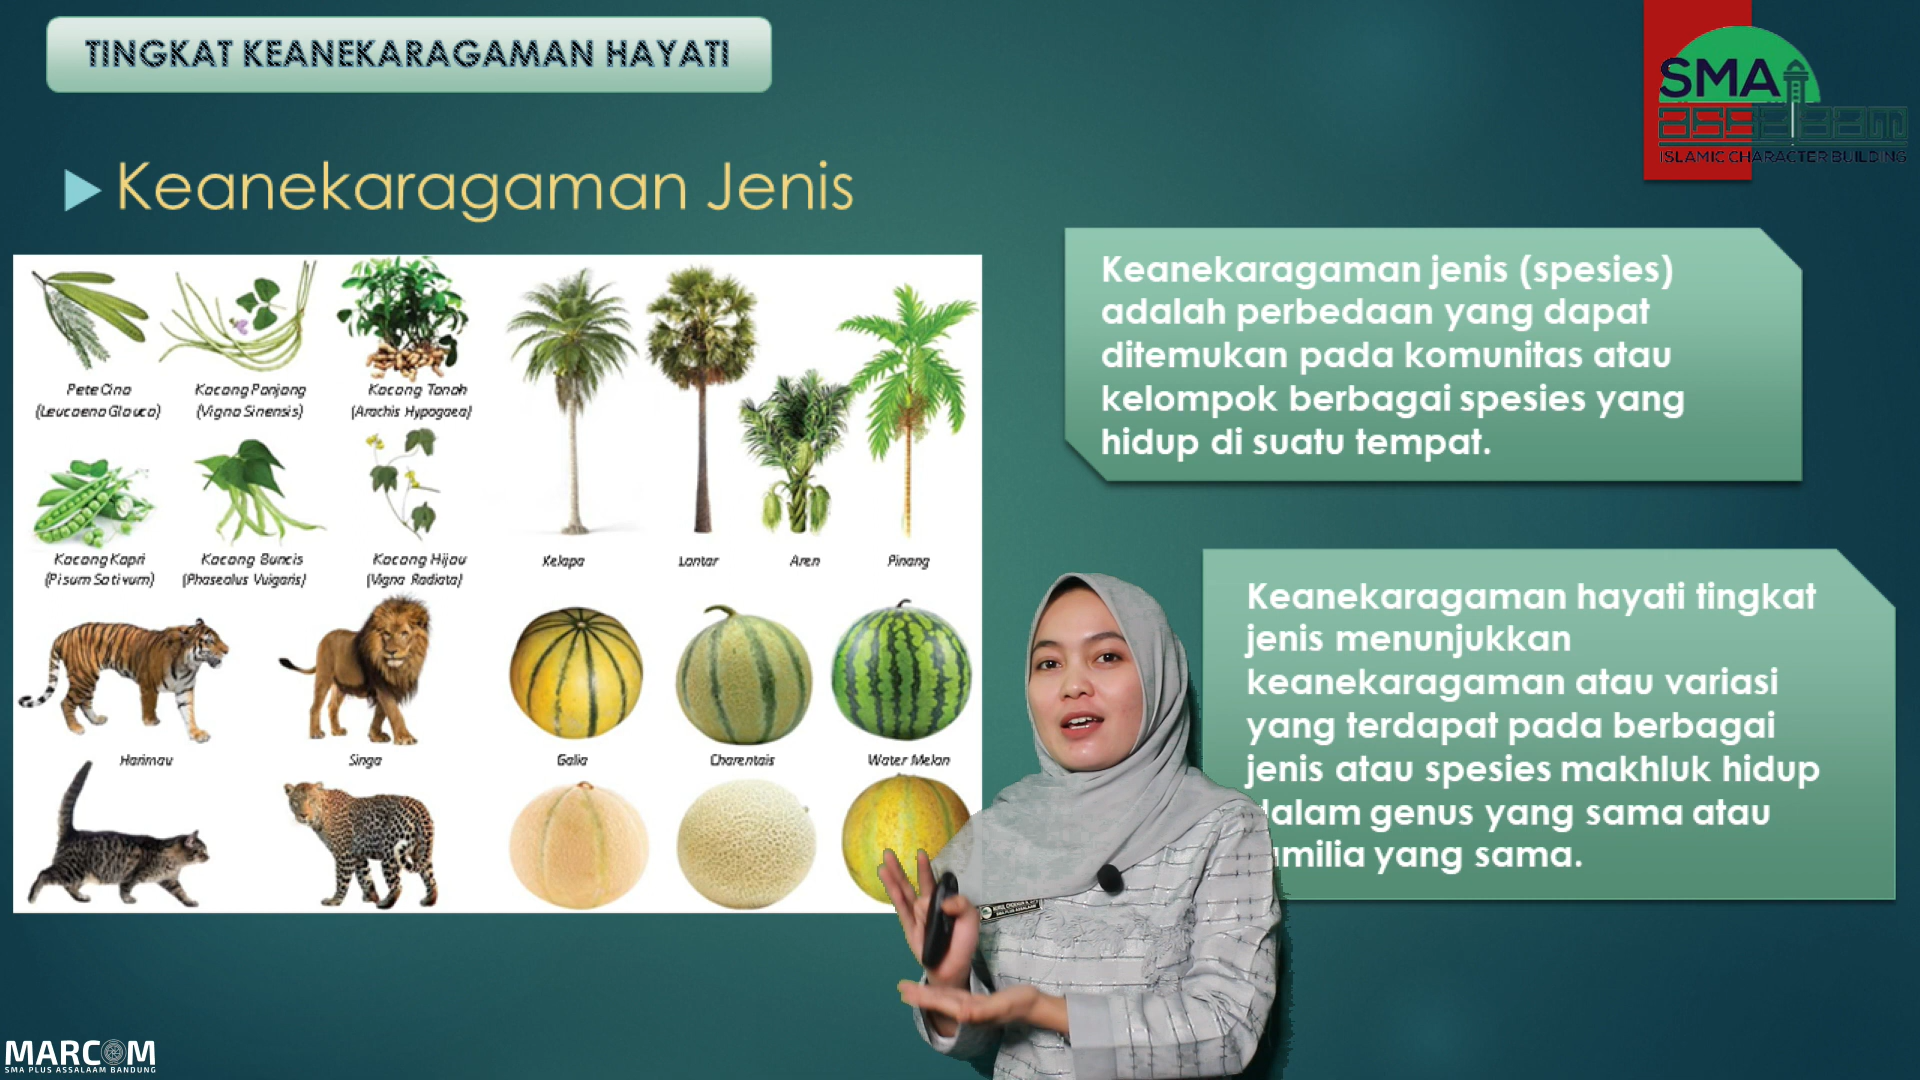 TINGKAT KEANEKARAGAMAN HAYATI
SMA
ISLAMIC CHARACTER BUILDING
Keanekaragaman Jenis
Keanekaragaman jenis (spesies)
adalah perbedaan yang dapat
ditemukan pada komunitas atau
kelompok berbagai spesies yang
hidup di suatu tempat.
Pete Cina
(Leucaena Glauca)
Kacang Panjang
(Vigna Sinensis)
Kacang Tanah
(Arachis Hypogaea)
Kacang Kapri
(Pisum Sativum)
Kacang Buncis
(Phaseolus Vulgaris)
Kacang Hijau
(Vigna Radiata)
Kelapa
Lontar
Aren
Pinang
Harimau
Singa
Galia
Charentais
Water Melon
Keanekaragaman hayati tingkat
jenis menunjukkan
keanekaragaman atau variasi
yang terdapat pada berbagai
jenis atau spesies makhluk hidup
dalam genus yang sama atau
amilia yang sama.
MARCOM
SMA PLUS ASSALAAM BANDUNG